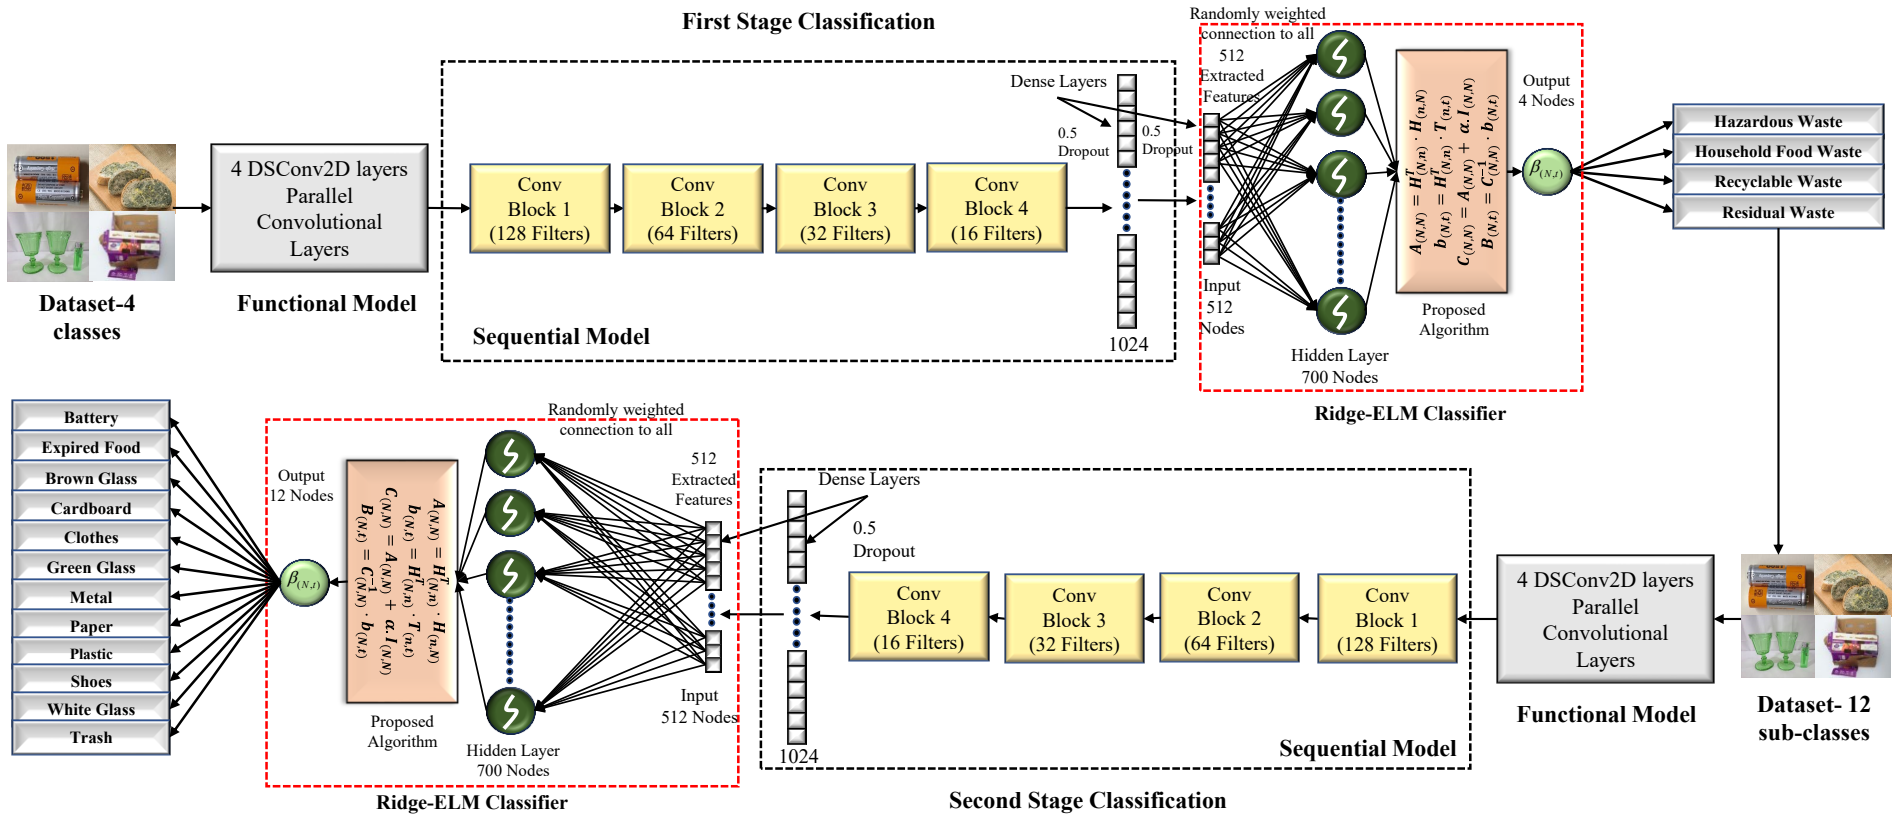 First Stage Classification
Randomly weighted
connection to all
512
Extracted
Features
Dense Layers
0.5
Dropout
0.5
Dropout
Output
4 Nodes
4 DSConv2D layers
Parallel
Convolutional
Layers
Conv
Block 1
(128 Filters)
Conv
Block 2
(64 Filters)
Conv
Block 3
(32 Filters)
Conv
Block 4
(16 Filters)
A(N,N) = H^T(N,n) · H(n,N)
b(N,t) = H^T(N,n) · T(n,t)
C(N,N) = A(N,N) + α. I(N,N)
B(N,t) = C^-1(N,N) · b(N,t)
β(N,t)
Hazardous Waste
Household Food Waste
Recyclable Waste
Residual Waste
Dataset-4
classes
Functional Model
Sequential Model
1024
Input
512
Nodes
Hidden Layer
700 Nodes
Proposed
Algorithm
Ridge-ELM Classifier
Battery
Expired Food
Brown Glass
Cardboard
Clothes
Green Glass
Metal
Paper
Plastic
Shoes
White Glass
Trash
Output
12 Nodes
β(N,t)
A(N,N) = H^T(N,n) · H(n,N)
b(N,t) = H^T(N,n) · T(n,t)
C(N,N) = A(N,N) + α. I(N,N)
B(N,t) = C^-1(N,N) · b(N,t)
Proposed
Algorithm
Randomly weighted
connection to all
Hidden Layer
700 Nodes
512
Extracted
Features
Input
512 Nodes
Ridge-ELM Classifier
Dense Layers
0.5
Dropout
1024
Conv
Block 4
(16 Filters)
Conv
Block 3
(32 Filters)
Conv
Block 2
(64 Filters)
Conv
Block 1
(128 Filters)
Sequential Model
4 DSConv2D layers
Parallel
Convolutional
Layers
Functional Model
Dataset- 12
sub-classes
Second Stage Classification